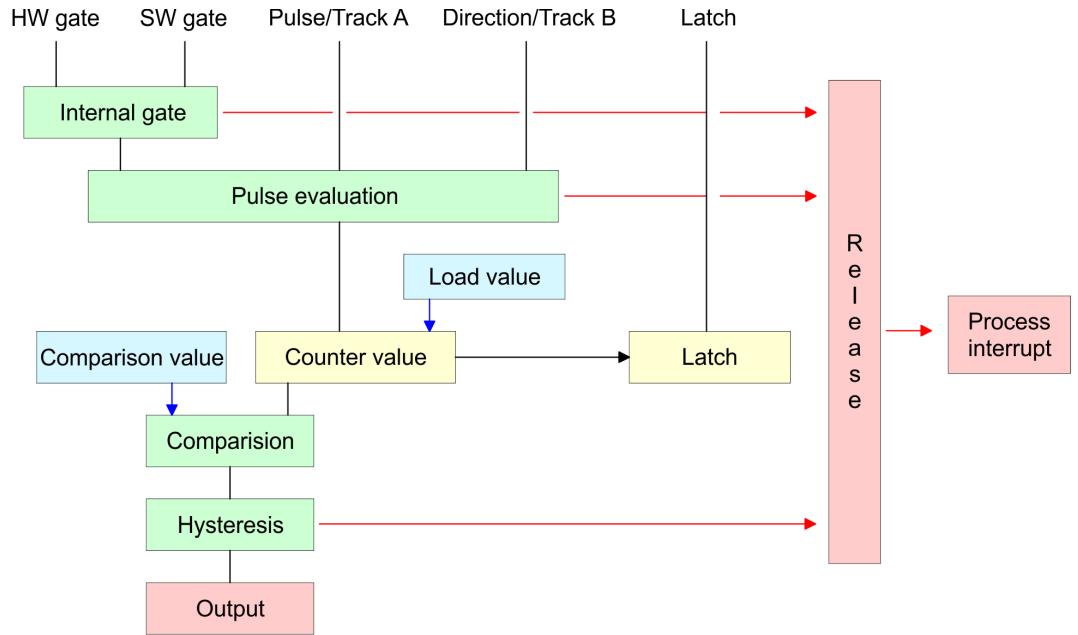 HW gate
SW gate
Pulse/Track A
Direction/Track B
Latch
Internal gate
Pulse evaluation
Load value
Comparison value
Counter value
Latch
Comparision
Hysteresis
Output
Release
Process
interrupt